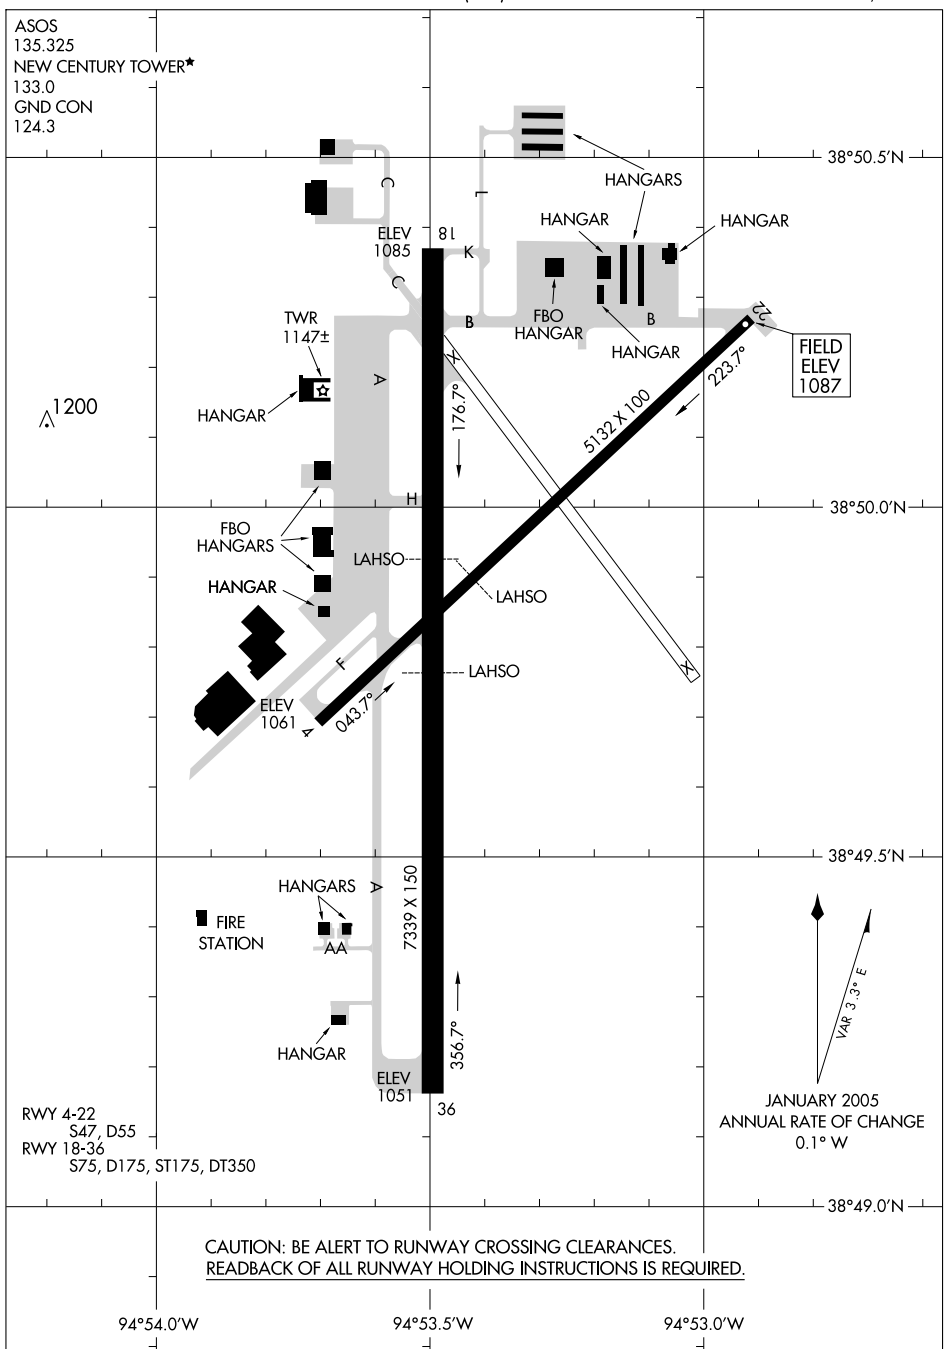 ASOS
135.325
NEW CENTURY TOWER★
133.0
GND CON
124.3
38°50.5'N
HANGARS
C
L
HANGAR
HANGAR
ELEV
1085
18
K
C
FBO
HANGAR
B
B
HANGAR
22
TWR
1147±
FIELD
ELEV
1087
X
A
223.7°
HANGAR
1200
176.7°
5132 X 100
H
38°50.0'N
FBO
HANGARS
LAHSO
HANGAR
LAHSO
F
LAHSO
X
ELEV
1061
4
043.7°
38°49.5'N
HANGARS
A
7339 X 150
FIRE
STATION
AA
VAR 3.3° E
HANGAR
356.7°
ELEV
1051
36
JANUARY 2005
ANNUAL RATE OF CHANGE
0.1° W
RWY 4-22
S47, D55
RWY 18-36
S75, D175, ST175, DT350
38°49.0'N
CAUTION: BE ALERT TO RUNWAY CROSSING CLEARANCES.
READBACK OF ALL RUNWAY HOLDING INSTRUCTIONS IS REQUIRED.
94°54.0'W
94°53.5'W
94°53.0'W